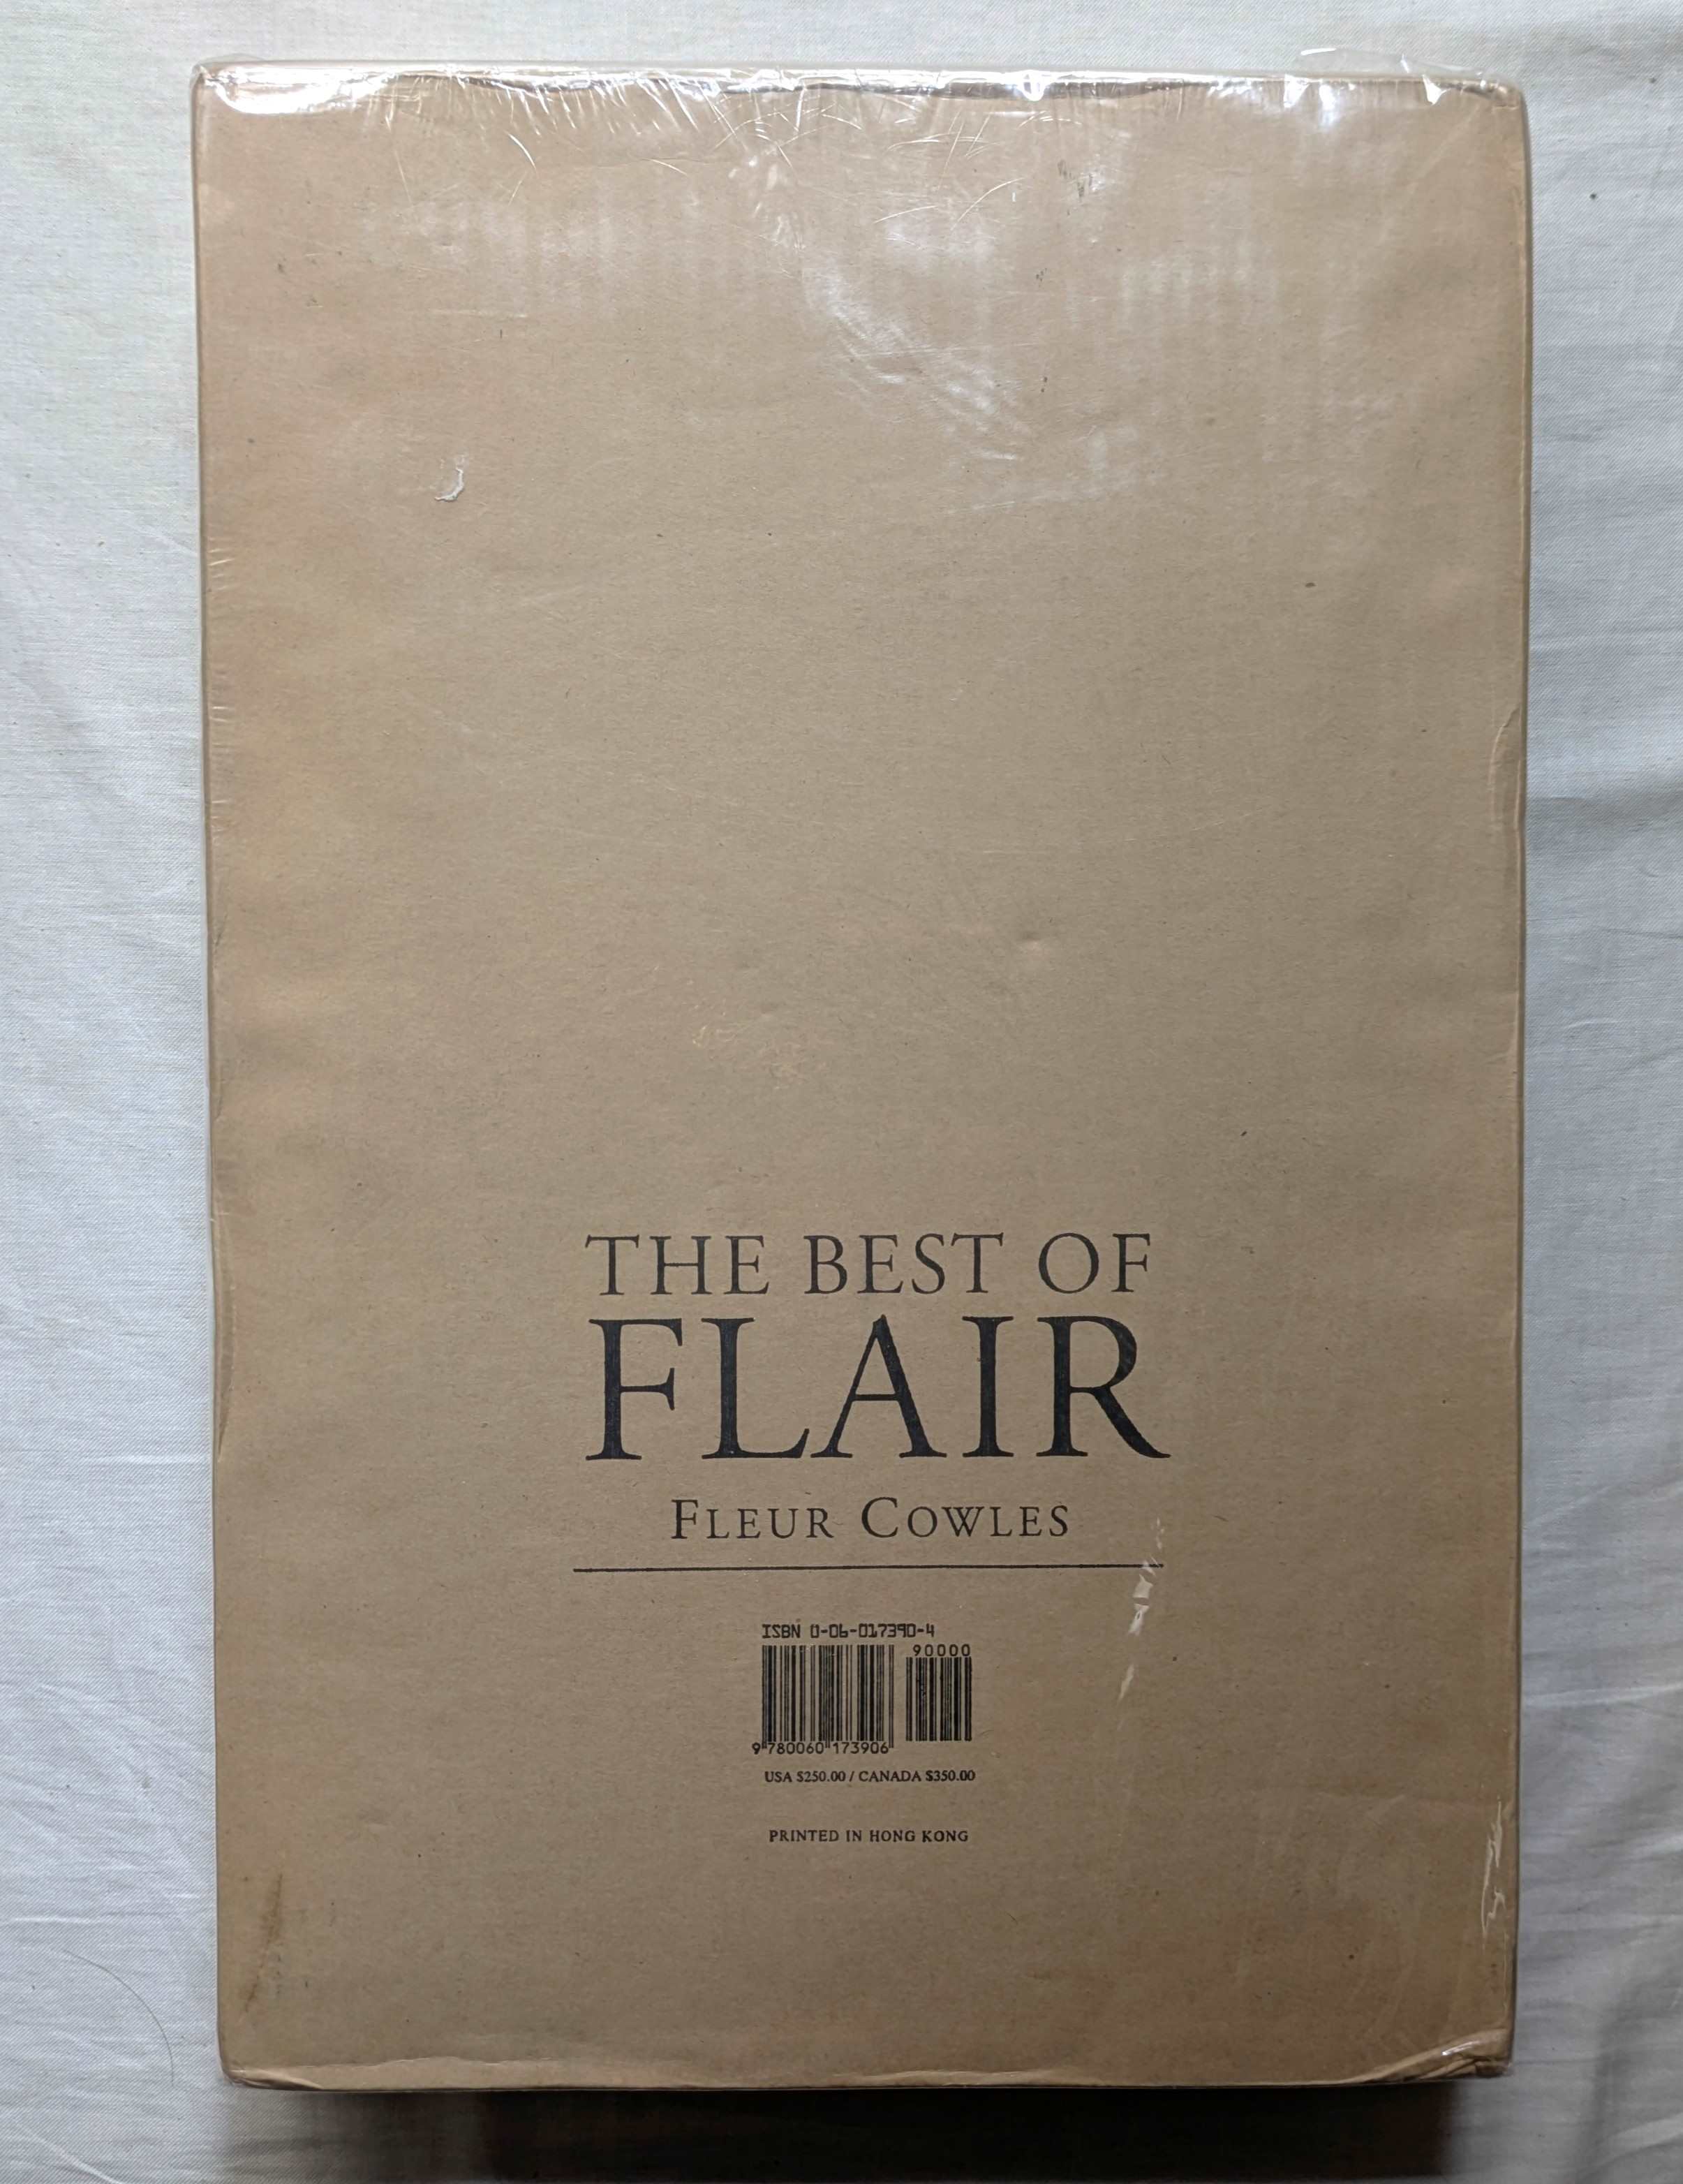 THE BEST OF
FLAIR
FLEUR COWLES
ISBN 0-06-017390-4
90000
9 780060 173906
USA $250.00 / CANADA $350.00
PRINTED IN HONG KONG